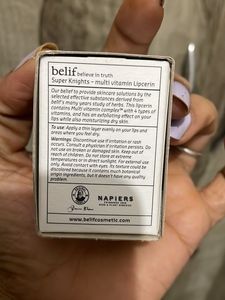 belif believe in truth
Super Knights - multi vitamin Lipcerin
Our belief to provide skincare solutions by the
selected effective substances derived from
belif's many years study of herbs. This lipcerin
contains Multi vitamin complex™ with 4 types of
vitamins, and has an exfoliating effect on your
lips while also moisturizing dry skin.
To use: Apply a thin layer evenly on your lips and
areas where you feel dry.
Warnings: Discontinue use if irritation or rash
occurs. Consult a physician if irritation persists. Do
not use on broken or damaged skin. Keep out of
reach of children. Do not store at extreme
temperatures or in direct sunlight. For external use
only. Avoid contact with eyes. Its texture could be
discolored because it contains much botanical
origin ingredients, but it doesn't have any quality
problem.
NAPIERS
www.belifcosmetic.com